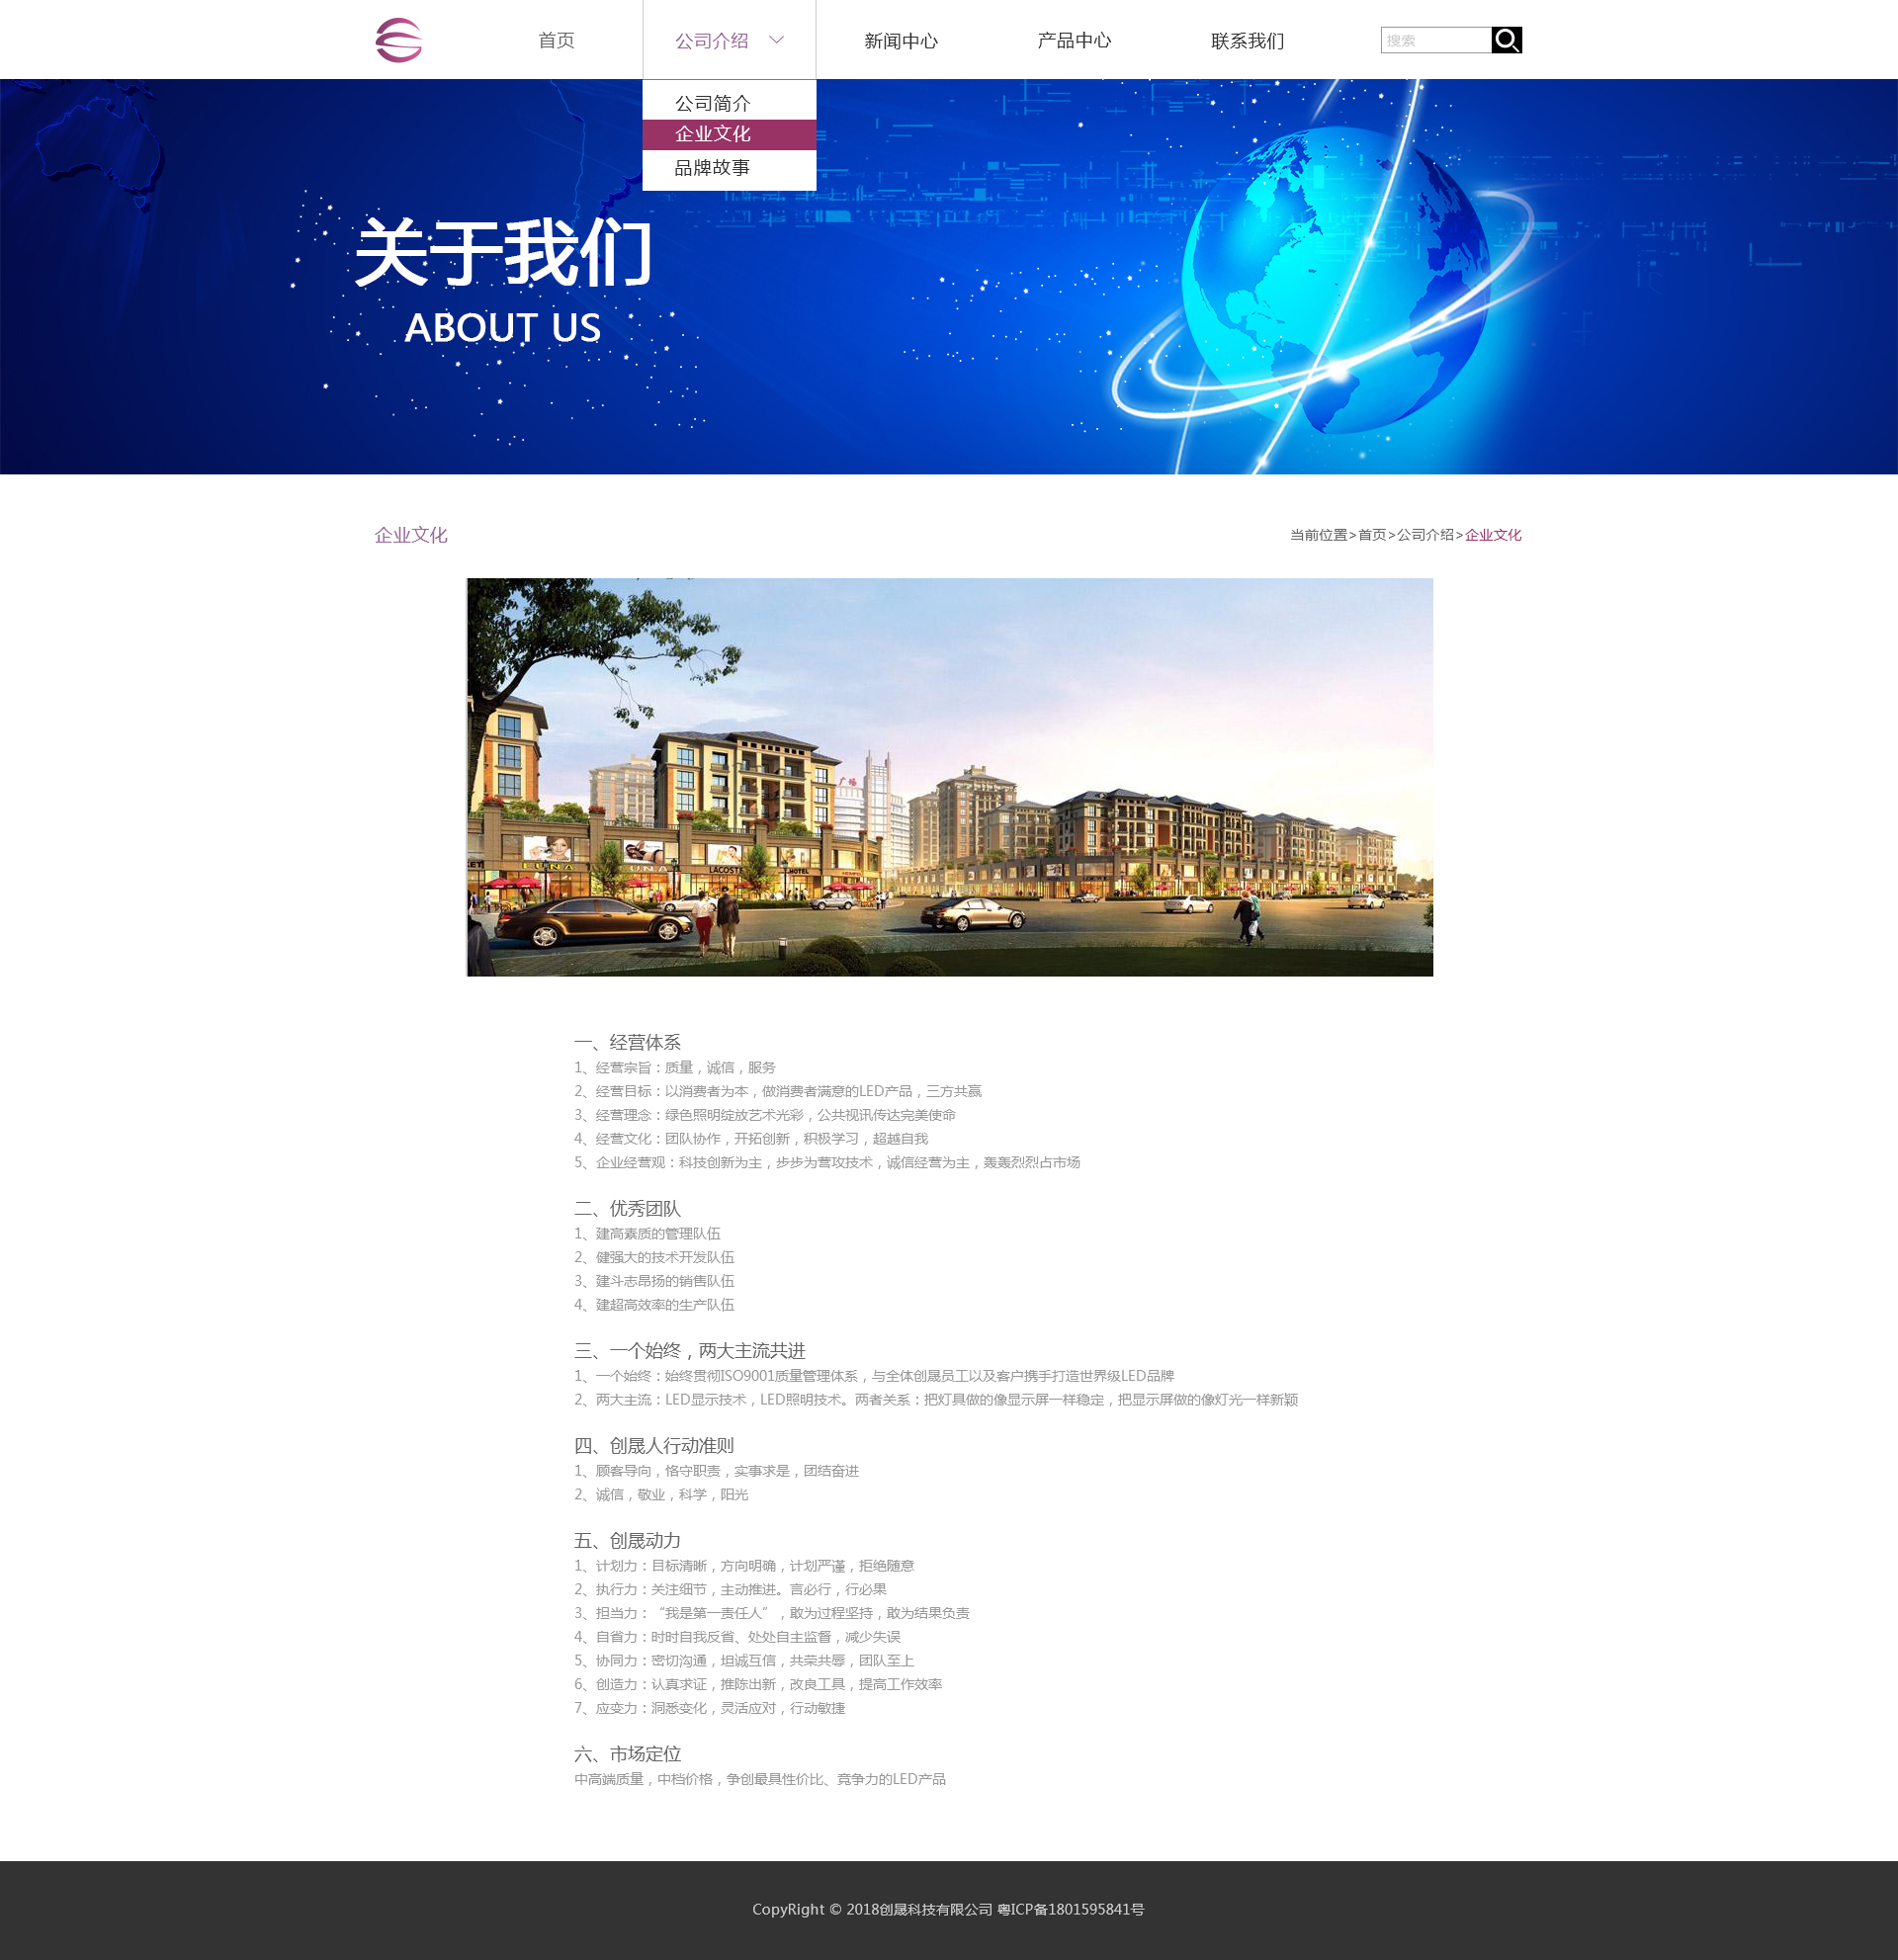 首页
公司介绍
新闻中心
产品中心
联系我们
搜索
公司简介
企业文化
品牌故事
关于我们
ABOUT US
企业文化
当前位置>首页>公司介绍>企业文化
广场
LUNA
UNA
LACOSTE
HOTEL
一、经营体系
1、经营宗旨：质量，诚信，服务
2、经营目标：以消费者为本，做消费者满意的LED产品，三方共赢
3、经营理念：绿色照明绽放艺术光彩，公共视讯传达完美使命
4、经营文化：团队协作，开拓创新，积极学习，超越自我
5、企业经营观：科技创新为主，步步为营攻技术，诚信经营为主，轰轰烈烈占市场
二、优秀团队
1、建高素质的管理队伍
2、健强大的技术开发队伍
3、建斗志昂扬的销售队伍
4、建超高效率的生产队伍
三、一个始终，两大主流共进
1、一个始终：始终贯彻ISO9001质量管理体系，与全体创晟员工以及客户携手打造世界级LED品牌
2、两大主流：LED显示技术，LED照明技术。两者关系：把灯具做的像显示屏一样稳定，把显示屏做的像灯光一样新颖
四、创晟人行动准则
1、顾客导向，恪守职责，实事求是，团结奋进
2、诚信，敬业，科学，阳光
五、创晟动力
1、计划力：目标清晰，方向明确，计划严谨，拒绝随意
2、执行力：关注细节，主动推进。言必行，行必果
3、担当力：“我是第一责任人”，敢为过程坚持，敢为结果负责
4、自省力：时时自我反省、处处自主监督，减少失误
5、协同力：密切沟通，坦诚互信，共荣共辱，团队至上
6、创造力：认真求证，推陈出新，改良工具，提高工作效率
7、应变力：洞悉变化，灵活应对，行动敏捷
六、市场定位
中高端质量，中档价格，争创最具性价比、竞争力的LED产品
CopyRight © 2018创晟科技有限公司 粤ICP备1801595841号